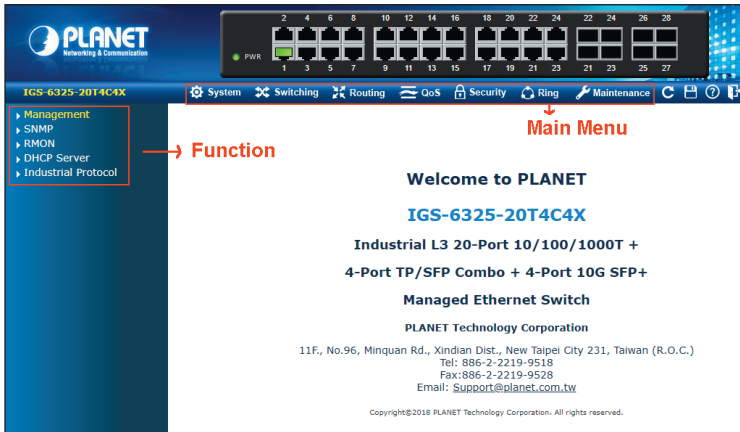 2 4 6 8 10 12 14 16 18 20 22 24 22 24 26 28
PLANET
Networking & Communication
PWR
1 3 5 7 9 11 13 15 17 19 21 23 21 23 25 27
IGS-6325-20T4C4X
System Switching Routing QoS Security Ring Maintenance
Management
SNMP
RMON
DHCP Server
Industrial Protocol
Function
Main Menu
Welcome to PLANET
IGS-6325-20T4C4X
Industrial L3 20-Port 10/100/1000T +
4-Port TP/SFP Combo + 4-Port 10G SFP+
Managed Ethernet Switch
PLANET Technology Corporation
11F., No.96, Minquan Rd., Xindian Dist., New Taipei City 231, Taiwan (R.O.C.)
Tel: 886-2-2219-9518
Fax:886-2-2219-9528
Email: Support@planet.com.tw
Copyright©2018 PLANET Technology Corporation. All rights reserved.